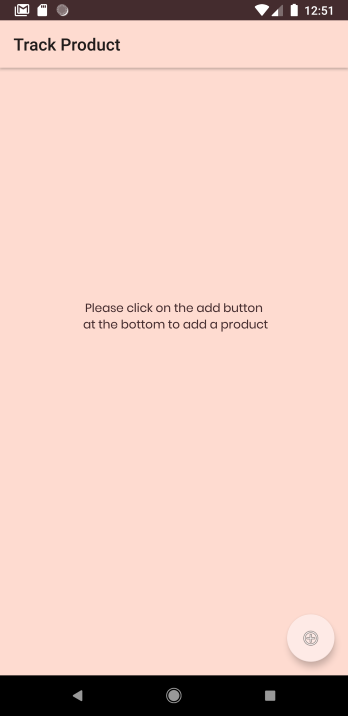 12:51
Track Product
Please click on the add button
at the bottom to add a product